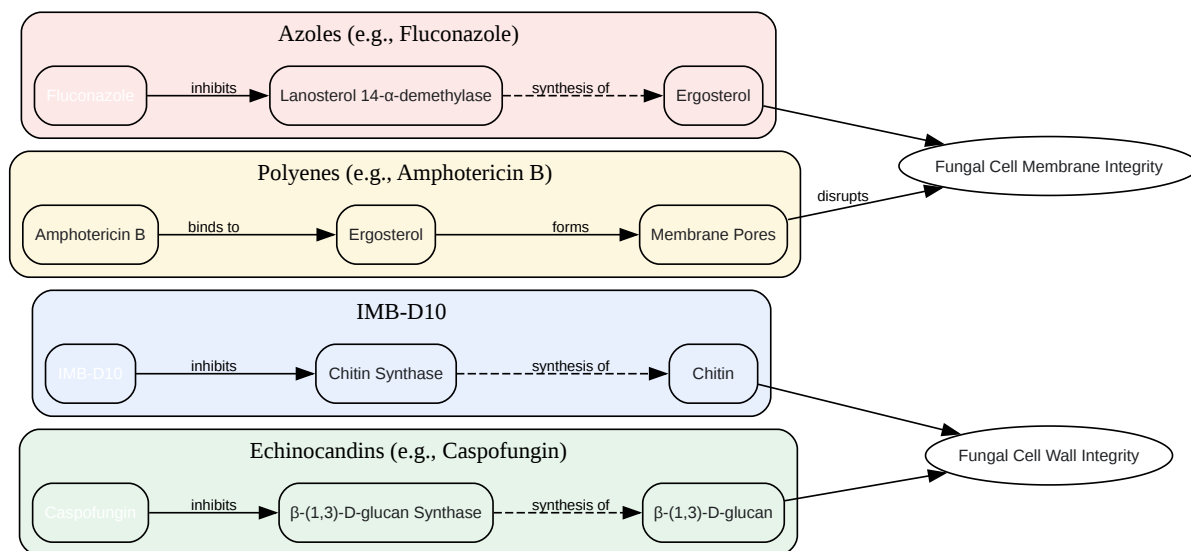 Azoles (e.g., Fluconazole)
Fluconazole
inhibits
Lanosterol 14-α-demethylase
synthesis of
Ergosterol
Polyenes (e.g., Amphotericin B)
Amphotericin B
binds to
Ergosterol
forms
Membrane Pores
disrupts
Fungal Cell Membrane Integrity
IMB-D10
IMB-D10
inhibits
Chitin Synthase
synthesis of
Chitin
Echinocandins (e.g., Caspofungin)
Caspofungin
inhibits
β-(1,3)-D-glucan Synthase
synthesis of
β-(1,3)-D-glucan
Fungal Cell Wall Integrity